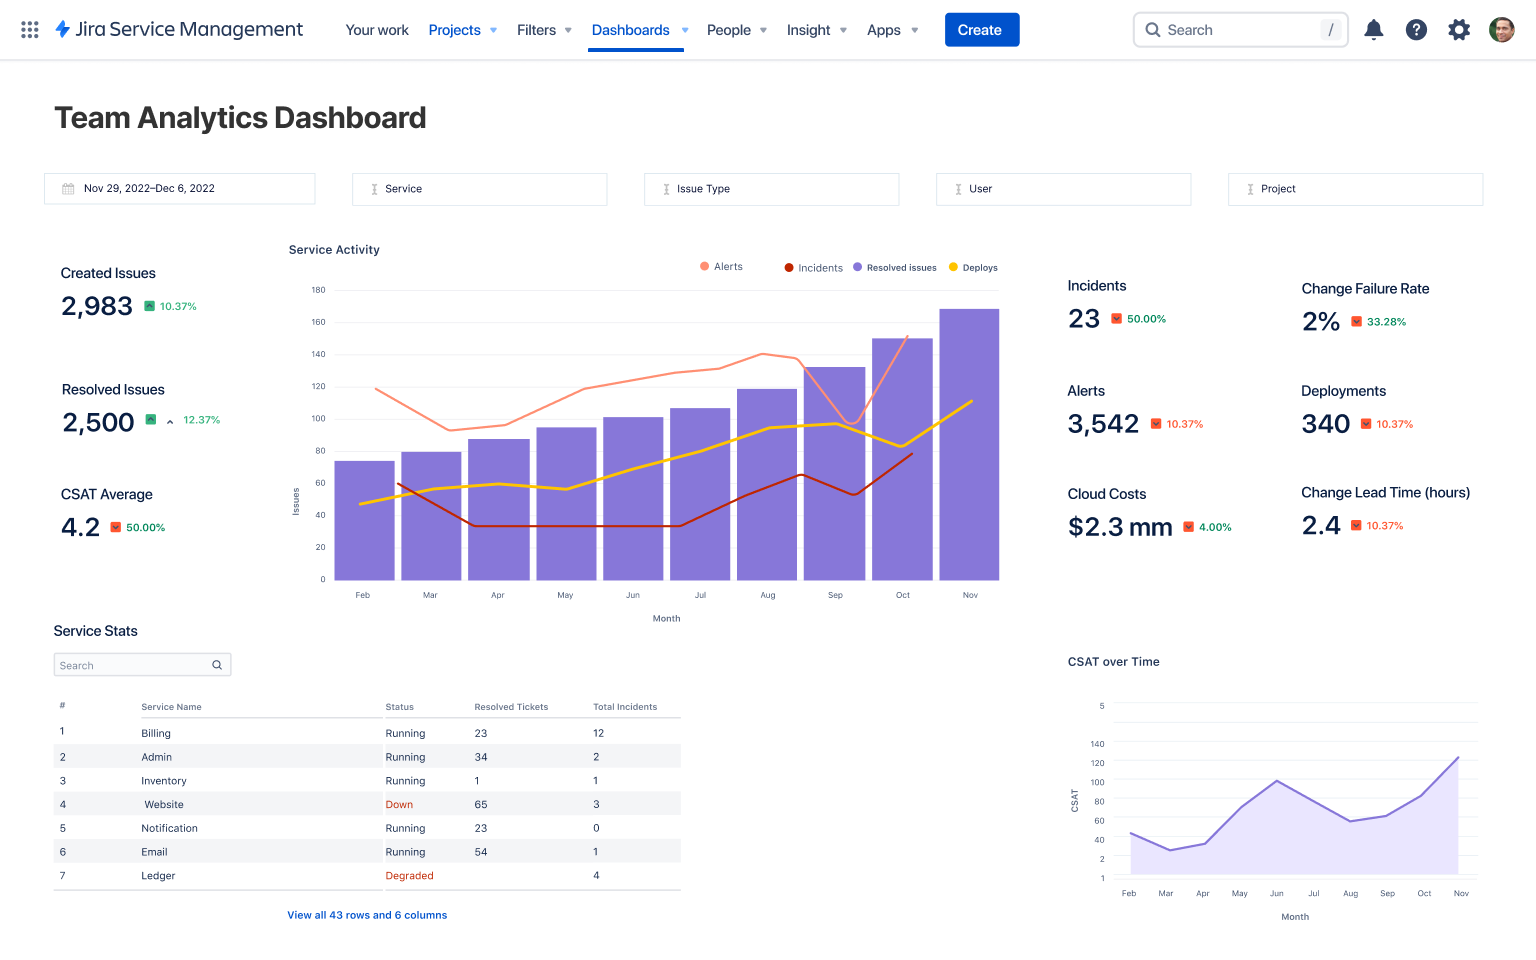 Jira Service Management
Your work Projects Filters Dashboards People Insight Apps Create Search /
Team Analytics Dashboard
Nov 29, 2022–Dec 6, 2022 Service Issue Type User Project
Created Issues
2,983 10.37%
Resolved Issues
2,500 12.37%
CSAT Average
4.2 50.00%
Service Activity
Alerts Incidents Resolved issues Deploys
180
160
140
120
100
80
60
40
20
0
Issues
Feb Mar Apr May Jun Jul Aug Sep Oct Nov
Month
Incidents
23 50.00%
Change Failure Rate
2% 33.28%
Alerts
3,542 10.37%
Deployments
340 10.37%
Cloud Costs
$2.3 mm 4.00%
Change Lead Time (hours)
2.4 10.37%
Service Stats
Search
# Service Name Status Resolved Tickets Total Incidents
1 Billing Running 23 12
2 Admin Running 34 2
3 Inventory Running 1 1
4 Website Down 65 3
5 Notification Running 23 0
6 Email Running 54 1
7 Ledger Degraded 4
View all 43 rows and 6 columns
CSAT over Time
5
140
120
100
80
60
40
2
1
CSAT
Feb Mar Apr May Jun Jul Aug Sep Oct Nov
Month